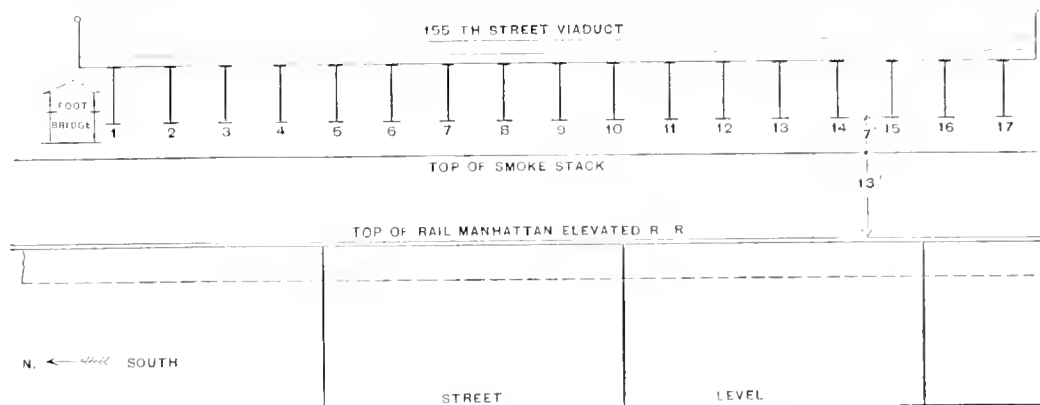 155 TH STREET VIADUCT
FOOT
BRIDGE
1 2 3 4 5 6 7 8 9 10 11 12 13 14 15 16 17
7'
TOP OF SMOKE STACK
13'
TOP OF RAIL MANHATTAN ELEVATED R R
N. SOUTH
STREET LEVEL